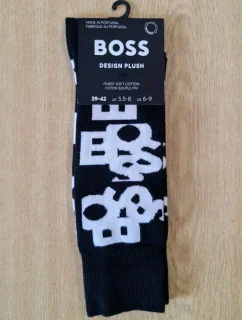 MADE IN PORTUGAL
FABRIQUÉ AU PORTUGAL
BOSS
DESIGN PLUSH
FINEST SOFT COTTON
COTON SOUPLE FIN
39-42 UK 5.5-8 US 6-9
BOSS
BOSS